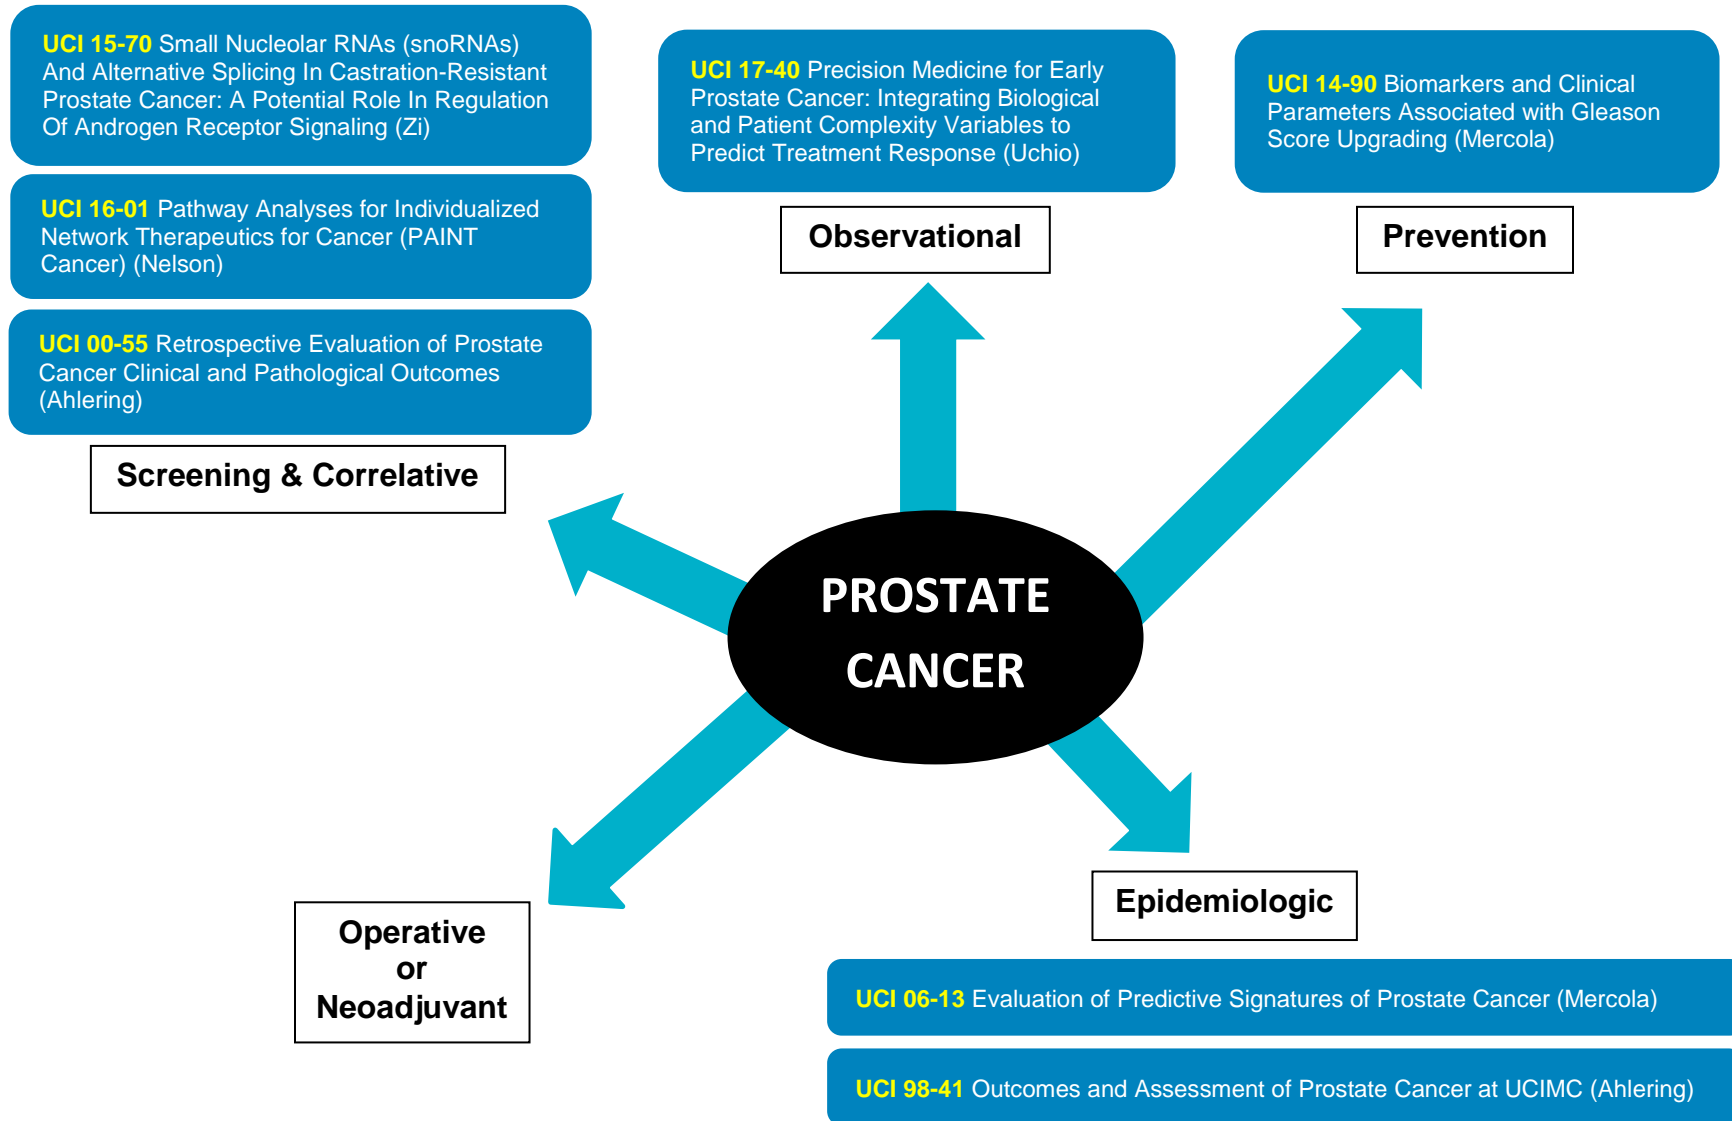 UCI 15-70 Small Nucleolar RNAs (snoRNAs)
And Alternative Splicing In Castration-Resistant
Prostate Cancer: A Potential Role In Regulation
Of Androgen Receptor Signaling (Zi)
UCI 16-01 Pathway Analyses for Individualized
Network Therapeutics for Cancer (PAINT
Cancer) (Nelson)
UCI 00-55 Retrospective Evaluation of Prostate
Cancer Clinical and Pathological Outcomes
(Ahlering)
Screening & Correlative
UCI 17-40 Precision Medicine for Early
Prostate Cancer: Integrating Biological
and Patient Complexity Variables to
Predict Treatment Response (Uchio)
Observational
UCI 14-90 Biomarkers and Clinical
Parameters Associated with Gleason
Score Upgrading (Mercola)
Prevention
PROSTATE
CANCER
Operative
or
Neoadjuvant
Epidemiologic
UCI 06-13 Evaluation of Predictive Signatures of Prostate Cancer (Mercola)
UCI 98-41 Outcomes and Assessment of Prostate Cancer at UCIMC (Ahlering)